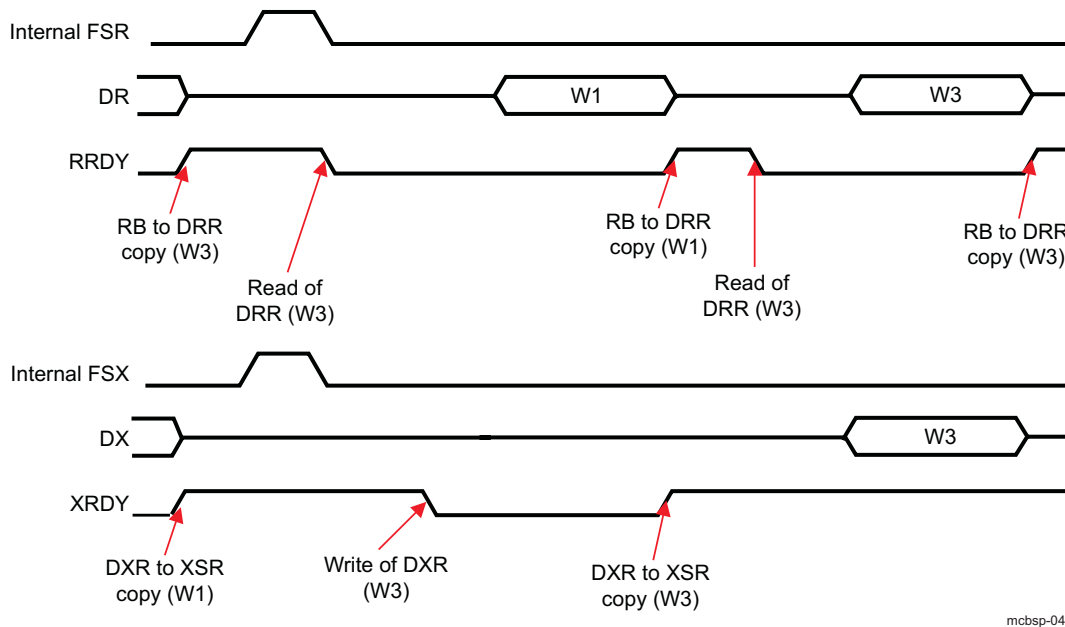 Internal FSR
DR
W1
W3
RRDY
RB to DRR
copy (W3)
Read of
DRR (W3)
RB to DRR
copy (W1)
Read of
DRR (W3)
RB to DRR
copy (W3)
Internal FSX
DX
W3
XRDY
DXR to XSR
copy (W1)
Write of DXR
(W3)
DXR to XSR
copy (W3)
mcbsp-04